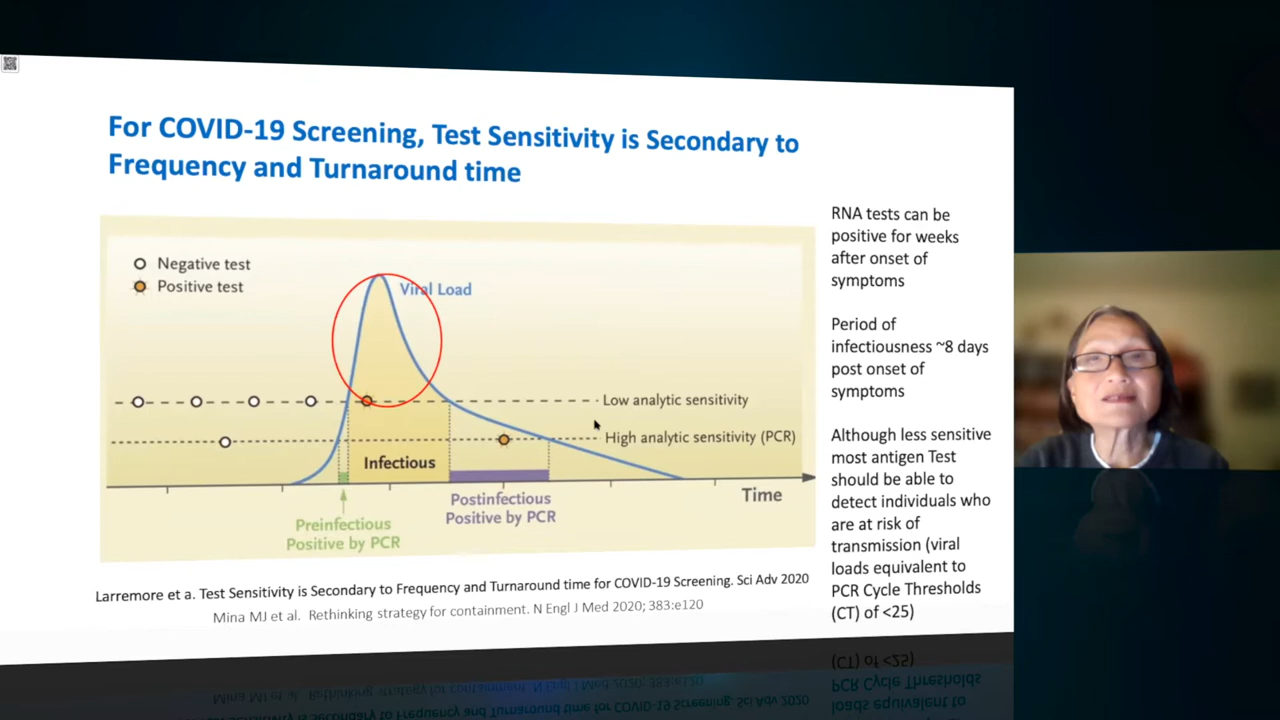 For COVID-19 Screening, Test Sensitivity is Secondary to
Frequency and Turnaround time
Negative test
Positive test
Viral Load
Low analytic sensitivity
High analytic sensitivity (PCR)
Infectious
Time
Preinfectious
Positive by PCR
Postinfectious
Positive by PCR
Larremore et a. Test Sensitivity is Secondary to Frequency and Turnaround time for COVID-19 Screening. Sci Adv 2020
Mina MJ et al. Rethinking strategy for containment. N Engl J Med 2020; 383:e120
RNA tests can be
positive for weeks
after onset of
symptoms
Period of
infectiousness ~8 days
post onset of
symptoms
Although less sensitive
most antigen Test
should be able to
detect individuals who
are at risk of
transmission (viral
loads equivalent to
PCR Cycle Thresholds
(CT) of <25)